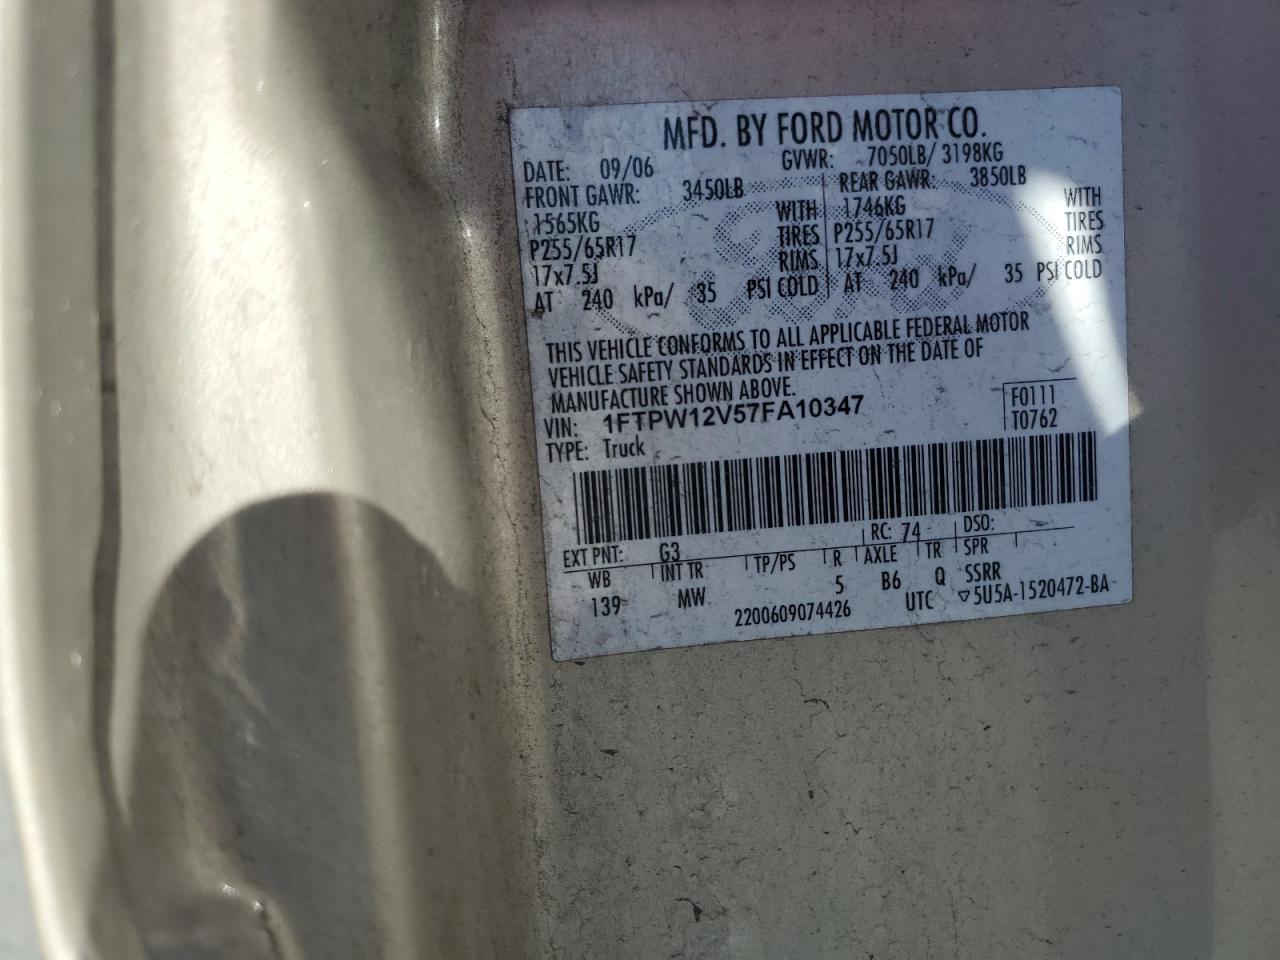 MFD. BY FORD MOTOR CO.
DATE: 09/06 GVWR: 7050LB/ 3198KG
FRONT GAWR: 3450LB REAR GAWR: 3850LB
1565KG WITH 1746KG WITH
P255/65R17 TIRES P255/65R17 TIRES
17x7.5J RIMS 17x7.5J RIMS
AT 240 kPa/ 35 PSI COLD AT 240 kPa/ 35 PSI COLD
THIS VEHICLE CONFORMS TO ALL APPLICABLE FEDERAL MOTOR
VEHICLE SAFETY STANDARDS IN EFFECT ON THE DATE OF
MANUFACTURE SHOWN ABOVE.
VIN: 1FTPW12V57FA10347 F0111
TYPE: Truck T0762
EXT PNT: G3 RC: 74 DSO:
WB INT TR TP/PS R AXLE TR SPR
139 MW 5 B6 Q SSRR
2200609074426 UTC ▽5U5A-1520472-BA